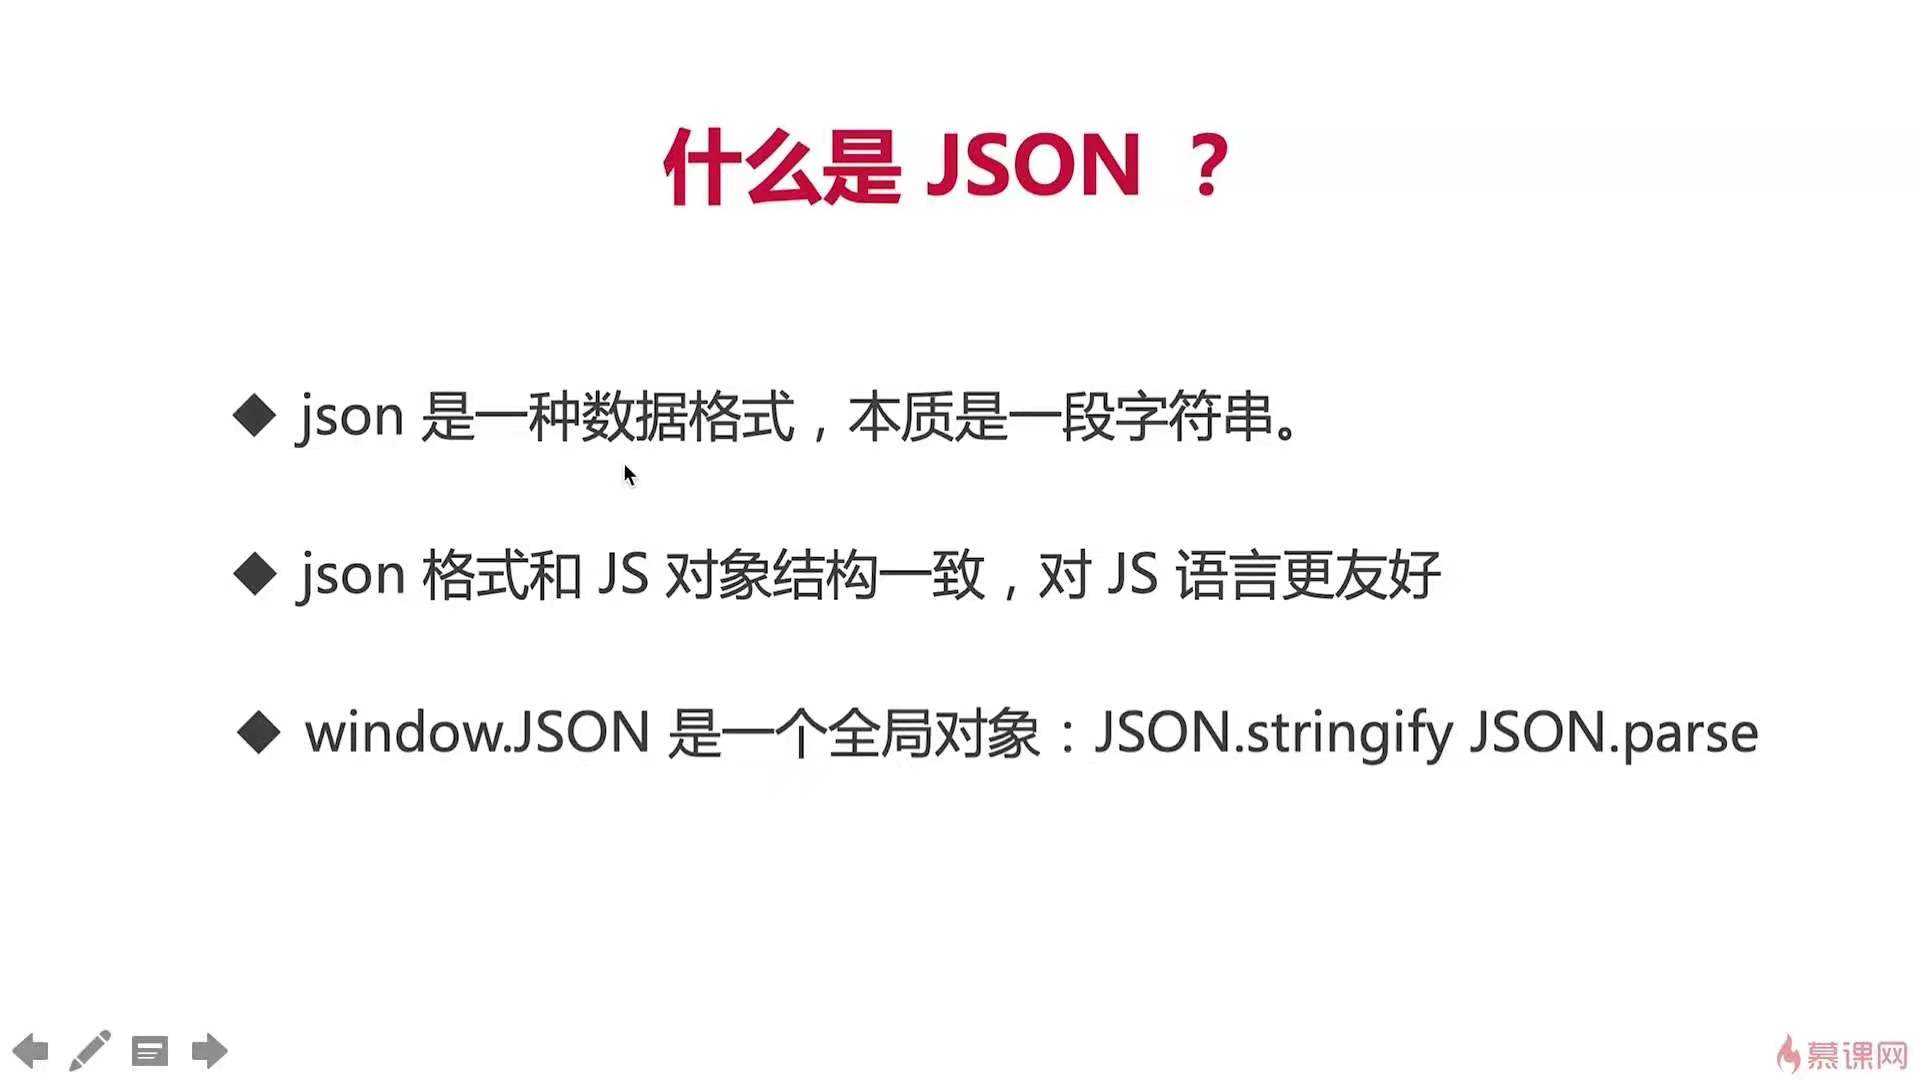 什么是 JSON ？
◆ json 是一种数据格式，本质是一段字符串。
◆ json 格式和 JS 对象结构一致，对 JS 语言更友好
◆ window.JSON 是一个全局对象：JSON.stringify JSON.parse
慕课网